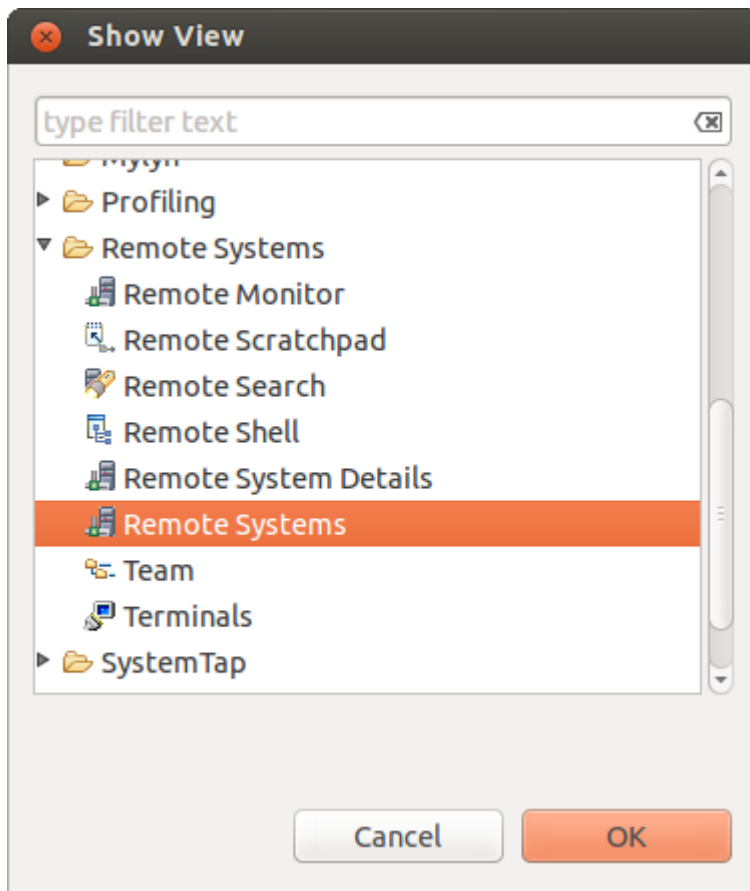 Show View
type filter text
Mylyn
Profiling
Remote Systems
Remote Monitor
Remote Scratchpad
Remote Search
Remote Shell
Remote System Details
Remote Systems
Team
Terminals
SystemTap
Cancel
OK